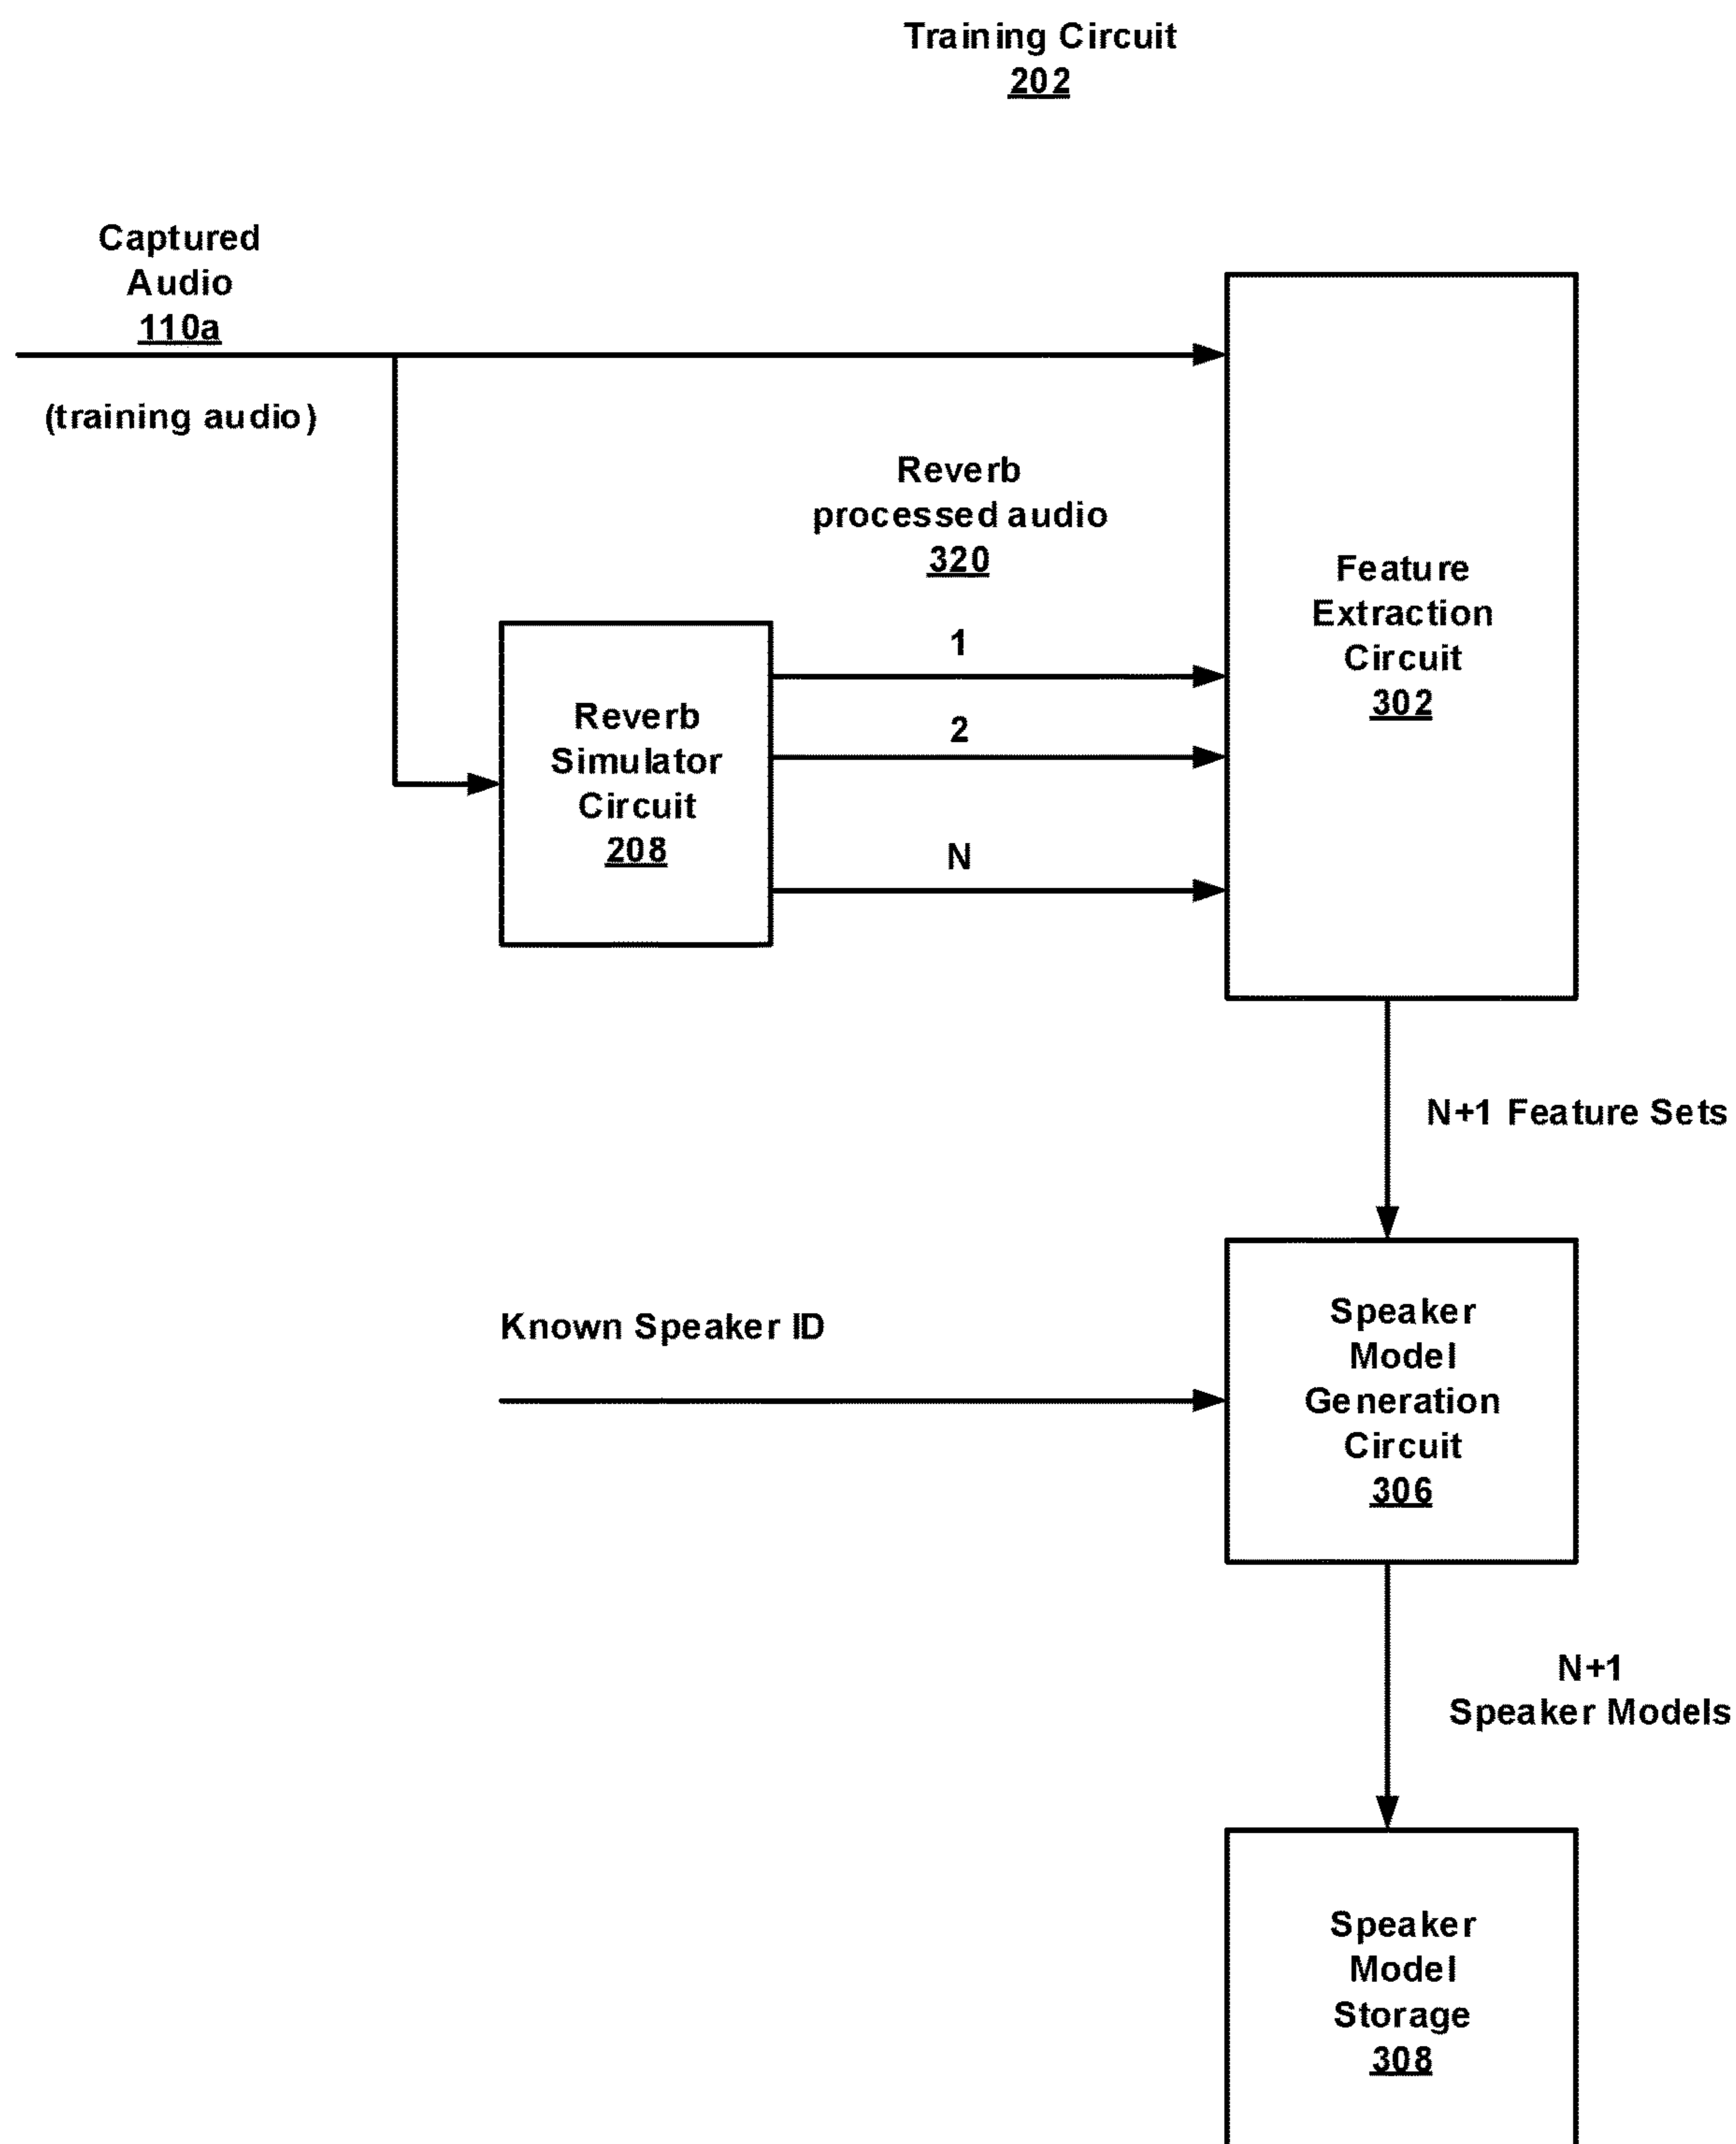 Training Circuit
202
Captured
Audio
110a
(training audio)
Reverb
processed audio
320
1
2
N
Reverb
Simulator
Circuit
208
Feature
Extraction
Circuit
302
N+1 Feature Sets
Known Speaker ID
Speaker
Model
Generation
Circuit
306
N+1
Speaker Models
Speaker
Model
Storage
308